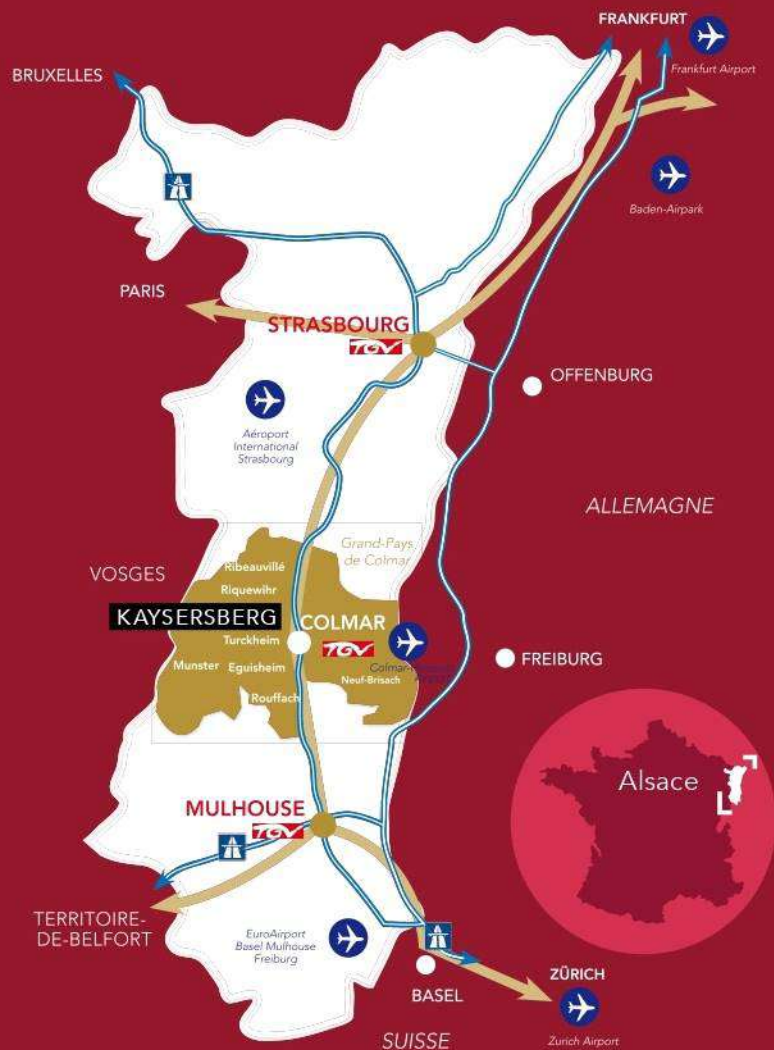 FRANKFURT
Frankfurt Airport
BRUXELLES
Baden-Airpark
PARIS
STRASBOURG
TGV
OFFENBURG
Aéroport
International
Strasbourg
ALLEMAGNE
Grand-Pays
de Colmar
VOSGES
Ribeauvillé
Riquewihr
KAYSERSBERG
COLMAR
Turckheim
TGV
Munster
Eguisheim
Colmar-
Neuf-Brisach
FREIBURG
Rouffach
Alsace
MULHOUSE
TGV
TERRITOIRE-
DE-BELFORT
EuroAirport
Basel Mulhouse
Freiburg
BASEL
ZÜRICH
SUISSE
Zurich Airport